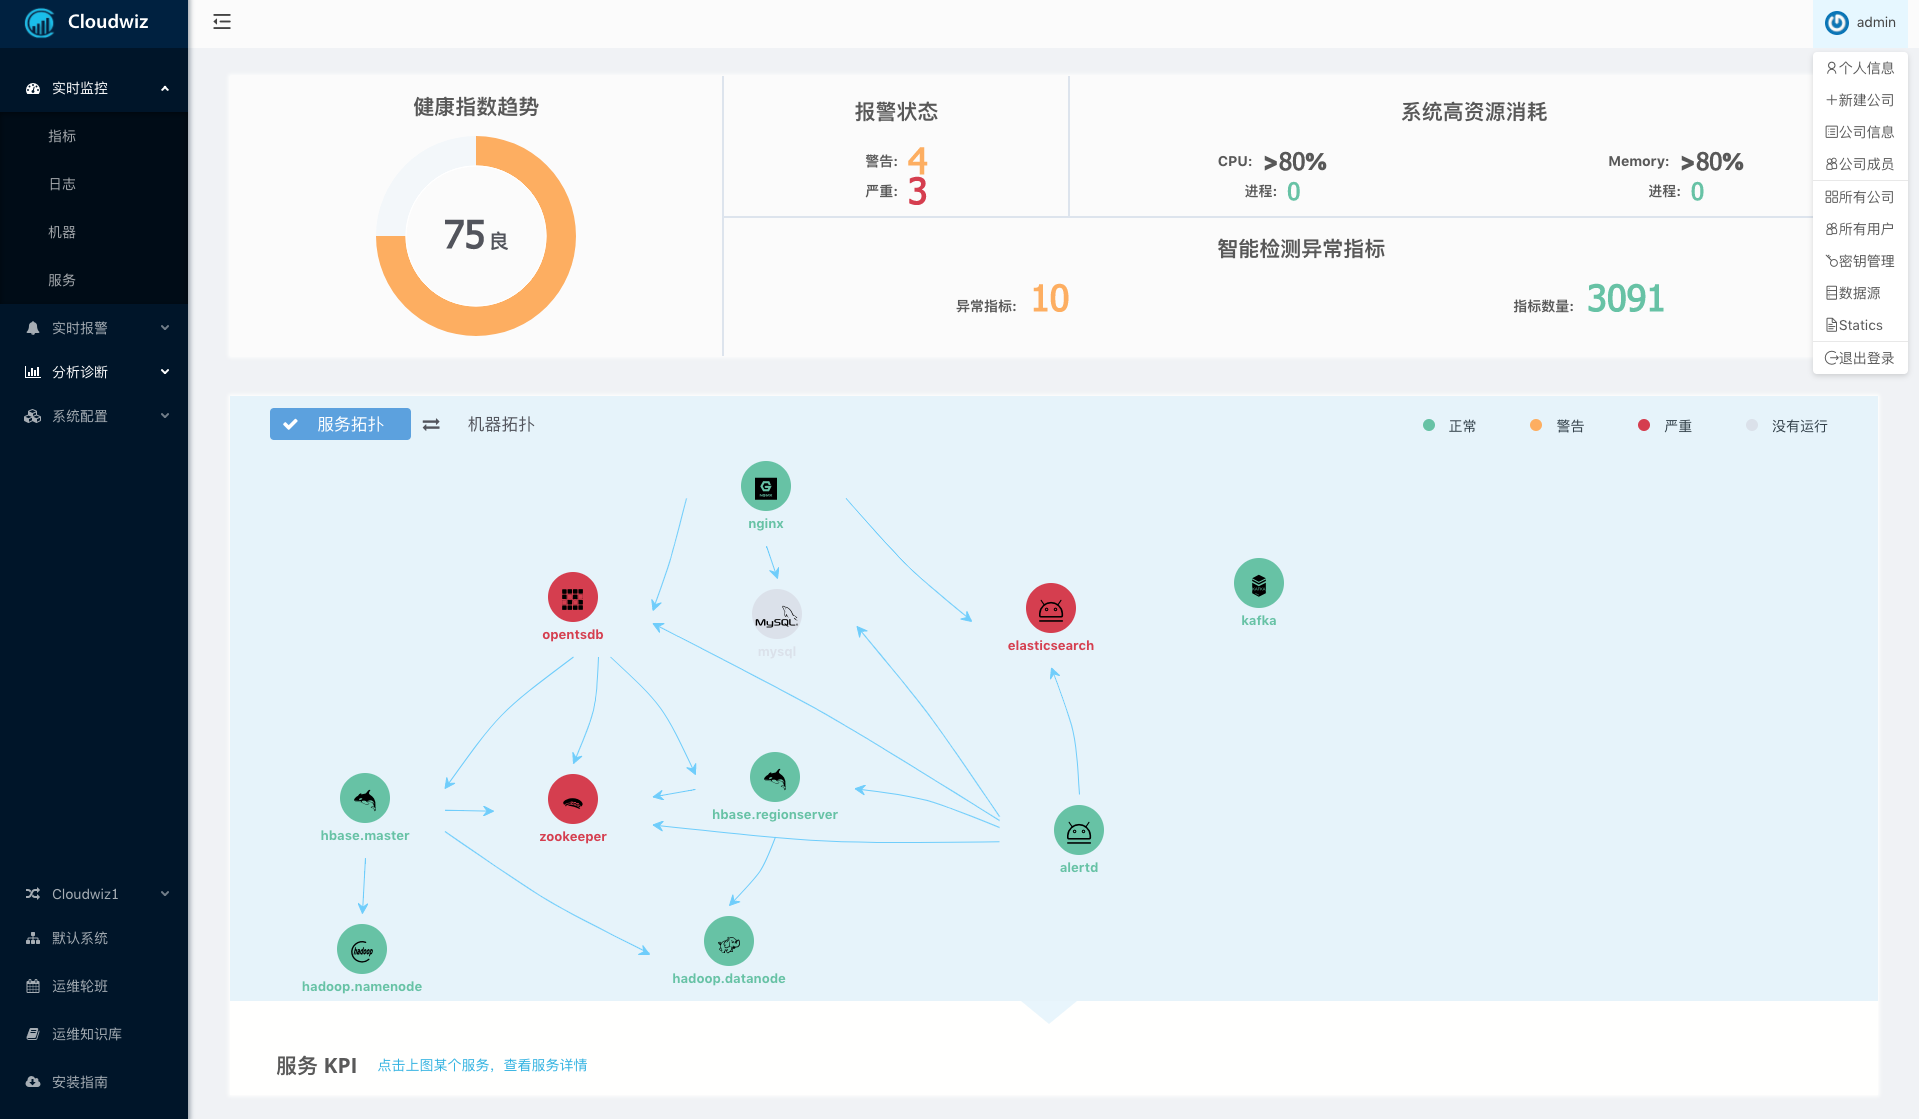 Cloudwiz
admin
实时监控
指标
日志
机器
服务
实时报警
分析诊断
系统配置
Cloudwiz1
默认系统
运维轮班
运维知识库
安装指南
个人信息
新建公司
公司信息
公司成员
所有公司
所有用户
密钥管理
数据源
Statics
退出登录
健康指数趋势
75 良
报警状态
警告: 4
严重: 3
系统高资源消耗
CPU: >80%
进程: 0
Memory: >80%
进程: 0
智能检测异常指标
异常指标: 10
指标数量: 3091
服务拓扑
机器拓扑
正常
警告
严重
没有运行
nginx
opentsdb
MySQL
mysql
elasticsearch
kafka
hbase.master
zookeeper
hbase.regionserver
alertd
hadoop
hadoop.namenode
hadoop.datanode
服务 KPI
点击上图某个服务，查看服务详情